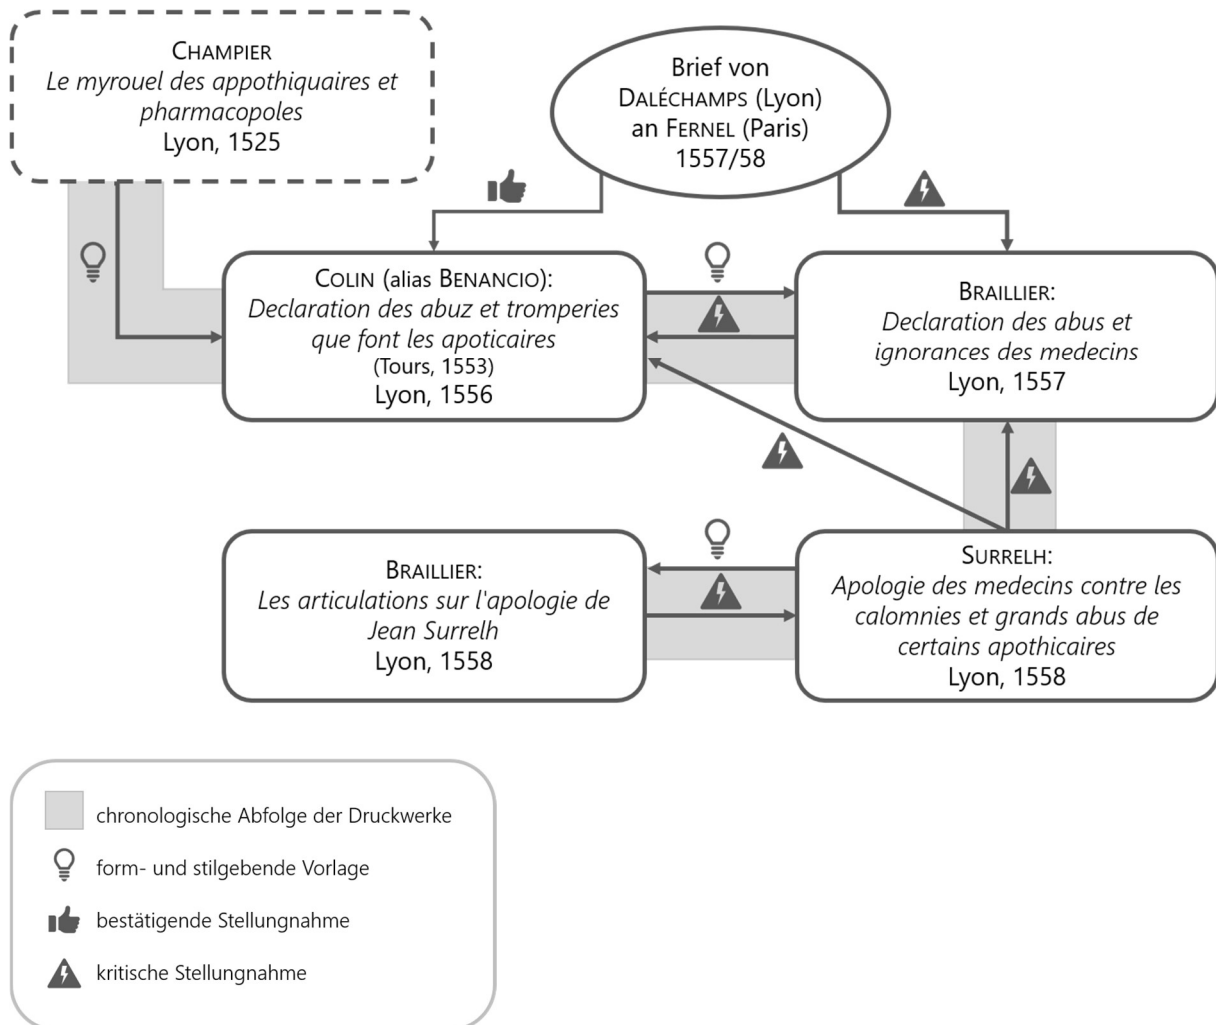 CHAMPIER
Le myrouel des appothiquaires et
pharmacopoles
Lyon, 1525
Brief von
DALÉCHAMPS (Lyon)
an FERNEL (Paris)
1557/58
COLIN (alias BENANCIO):
Declaration des abuz et tromperies
que font les apoticaires
(Tours, 1553)
Lyon, 1556
BRAILLIER:
Declaration des abus et
ignorances des medecins
Lyon, 1557
BRAILLIER:
Les articulations sur l'apologie de
Jean Surrelh
Lyon, 1558
SURRELH:
Apologie des medecins contre les
calomnies et grands abus de
certains apothicaires
Lyon, 1558
chronologische Abfolge der Druckwerke
form- und stilgebende Vorlage
bestätigende Stellungnahme
kritische Stellungnahme